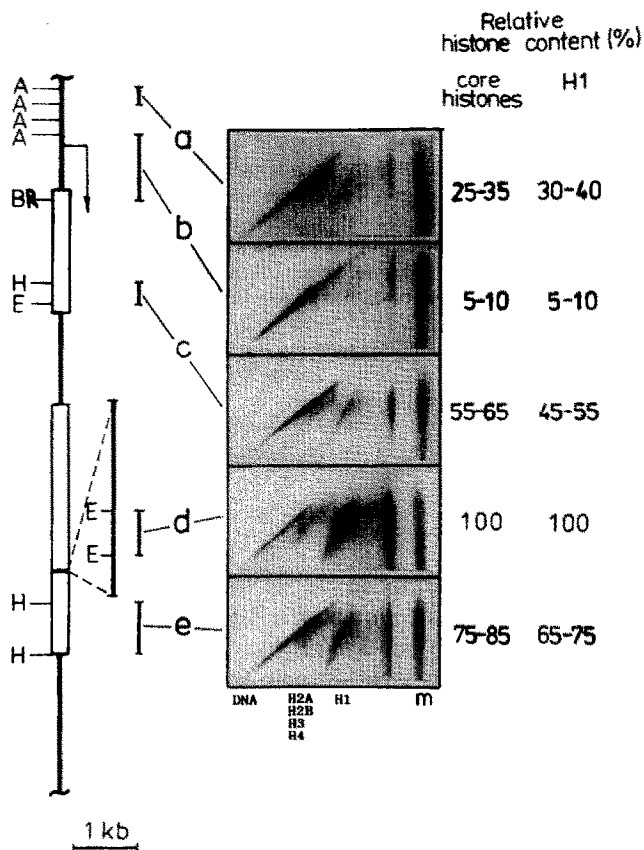 Relative
histone content (%)
core
histones
H1
A
A
A
A
a
25-35 30-40
BR
b
5-10 5-10
H
E
c
55-65 45-55
E
d
100 100
E
H
e
75-85 65-75
H
DNA
H2A
H2B
H3
H4
H1
m
1 kb